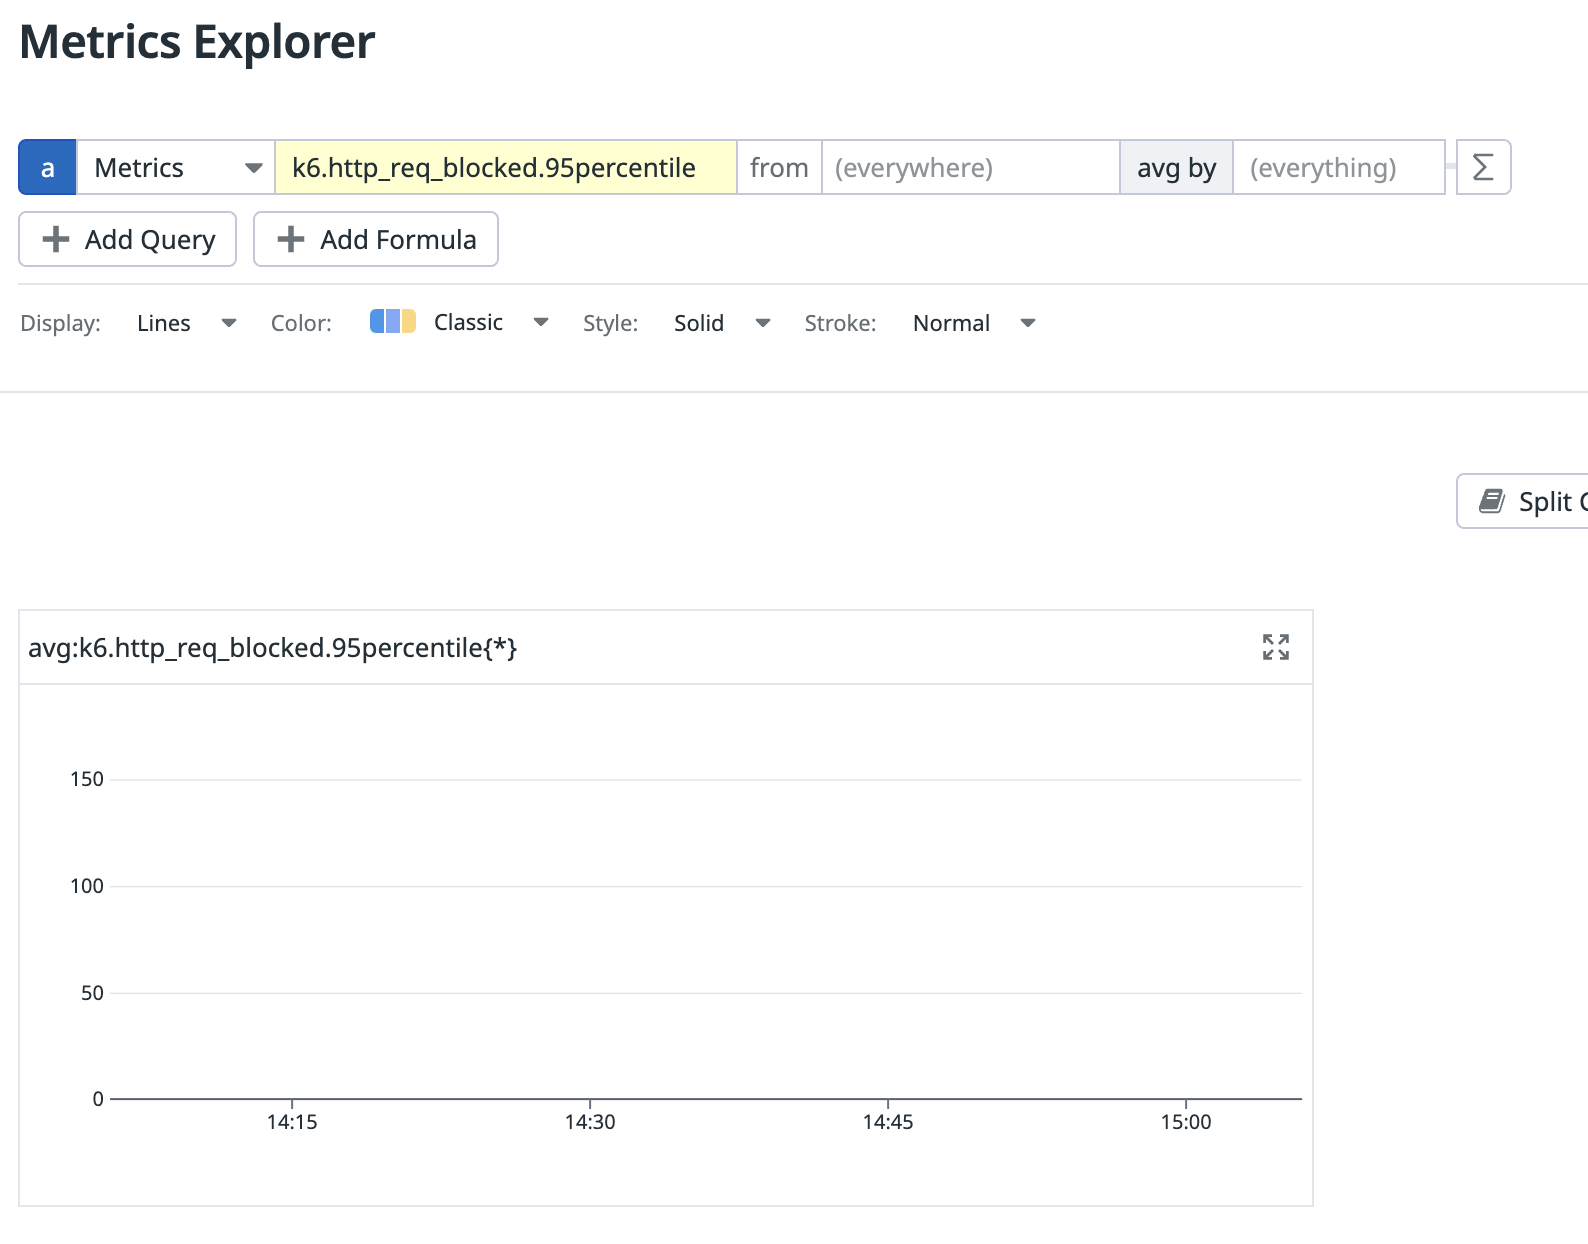 Metrics Explorer
a Metrics k6.http_req_blocked.95percentile from (everywhere) avg by (everything) Σ
Add Query Add Formula
Display: Lines Color: Classic Style: Solid Stroke: Normal
Split
avg:k6.http_req_blocked.95percentile{*}
150
100
50
0
14:15 14:30 14:45 15:00